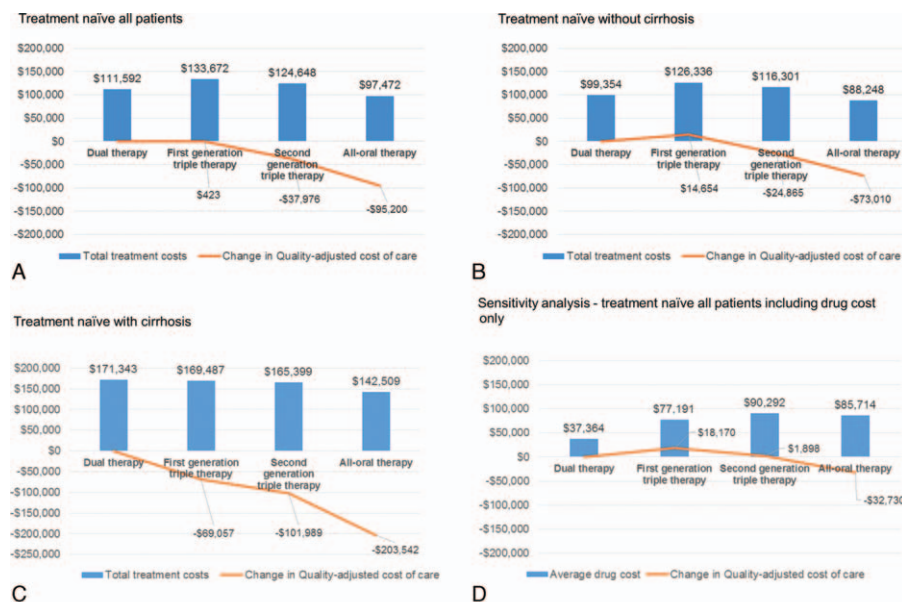 Treatment naïve all patients
$200,000
$150,000
$100,000
$50,000
$0
-$50,000
-$100,000
-$150,000
-$200,000
$111,592
$133,672
$124,648
$97,472
Dual therapy
First generation
triple therapy
Second
generation
triple therapy
All-oral therapy
$423
-$37,976
-$95,200
Total treatment costs
Change in Quality-adjusted cost of care
A
Treatment naïve without cirrhosis
$200,000
$150,000
$100,000
$50,000
$0
-$50,000
-$100,000
-$150,000
-$200,000
$99,354
$126,336
$116,301
$88,248
Dual therapy
First generation
triple therapy
Second
generation
triple therapy
All-oral therapy
$14,654
-$24,865
-$73,010
Total treatment costs
Change in Quality-adjusted cost of care
B
Treatment naïve with cirrhosis
$200,000
$150,000
$100,000
$50,000
$0
-$50,000
-$100,000
-$150,000
-$200,000
-$250,000
$171,343
$169,487
$165,399
$142,509
Dual therapy
First generation
triple therapy
Second
generation
triple therapy
All-oral therapy
-$69,057
-$101,989
-$203,542
Total treatment costs
Change in Quality-adjusted cost of care
C
Sensitivity analysis - treatment naïve all patients including drug cost
only
$200,000
$150,000
$100,000
$50,000
$0
-$50,000
-$100,000
-$150,000
-$200,000
$37,364
$77,191
$90,292
$85,714
$18,170
$1,898
Dual therapy
First generation
triple therapy
Second generation
triple therapy
All-oral therapy
-$32,730
Average drug cost
Change in Quality-adjusted cost of care
D